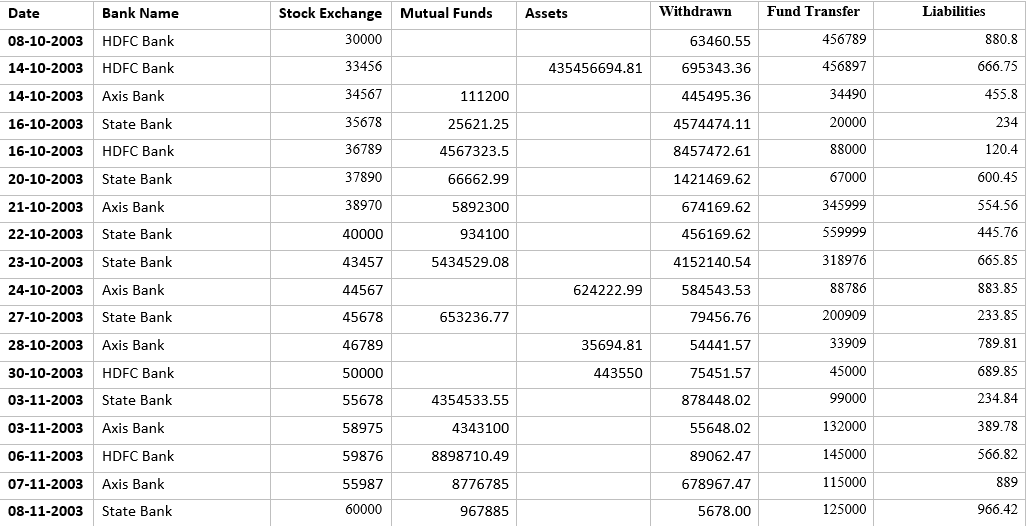 Date Bank Name Stock Exchange Mutual Funds Assets Withdrawn Fund Transfer Liabilities
08-10-2003 HDFC Bank 30000 63460.55 456789 880.8
14-10-2003 HDFC Bank 33456 435456694.81 695343.36 456897 666.75
14-10-2003 Axis Bank 34567 111200 445495.36 34490 455.8
16-10-2003 State Bank 35678 25621.25 4574474.11 20000 234
16-10-2003 HDFC Bank 36789 4567323.5 8457472.61 88000 120.4
20-10-2003 State Bank 37890 66662.99 1421469.62 67000 600.45
21-10-2003 Axis Bank 38970 5892300 674169.62 345999 554.56
22-10-2003 State Bank 40000 934100 456169.62 559999 445.76
23-10-2003 State Bank 43457 5434529.08 4152140.54 318976 665.85
24-10-2003 Axis Bank 44567 624222.99 584543.53 88786 883.85
27-10-2003 State Bank 45678 653236.77 79456.76 200909 233.85
28-10-2003 Axis Bank 46789 35694.81 54441.57 33909 789.81
30-10-2003 HDFC Bank 50000 443550 75451.57 45000 689.85
03-11-2003 State Bank 55678 4354533.55 878448.02 99000 234.84
03-11-2003 Axis Bank 58975 4343100 55648.02 132000 389.78
06-11-2003 HDFC Bank 59876 8898710.49 89062.47 145000 566.82
07-11-2003 Axis Bank 55987 8776785 678967.47 115000 889
08-11-2003 State Bank 60000 967885 5678.00 125000 966.42